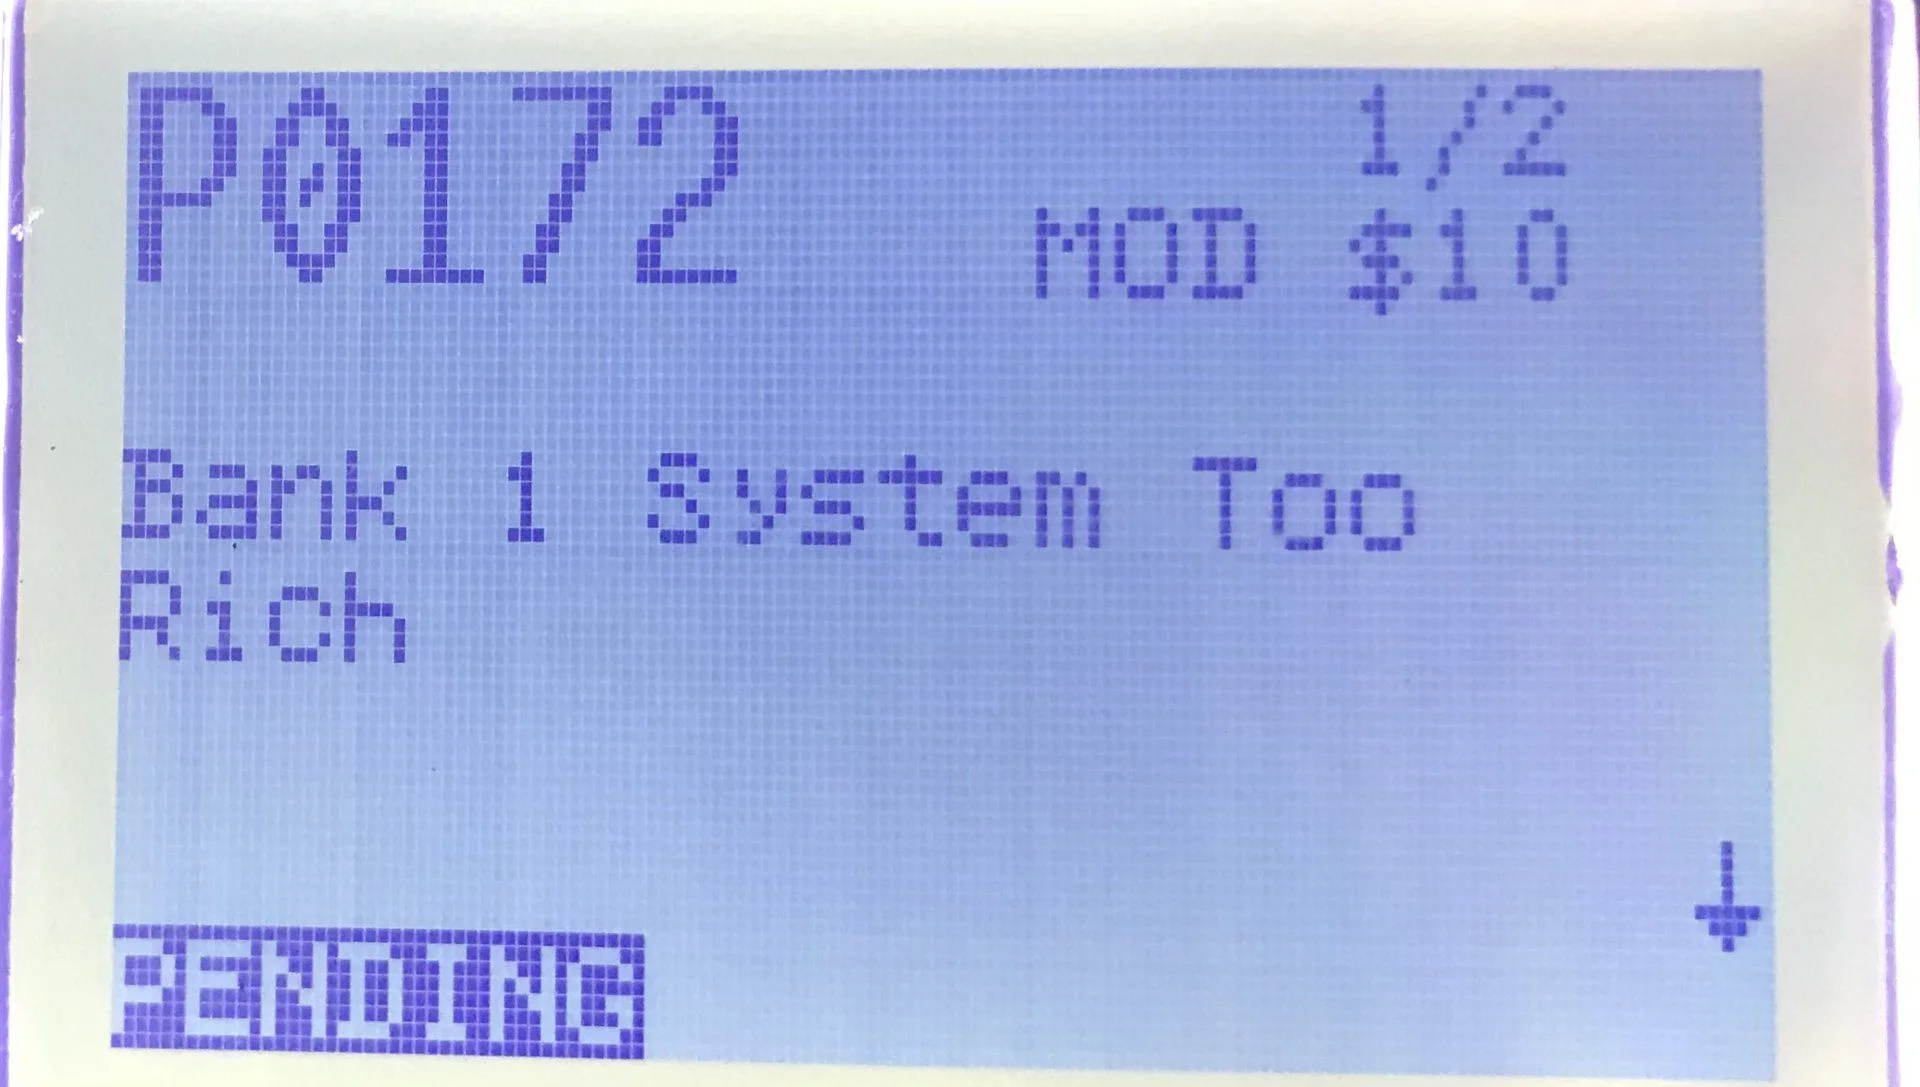 P0172 1/2
MOD $10
Bank 1 System Too
Rich
PENDING